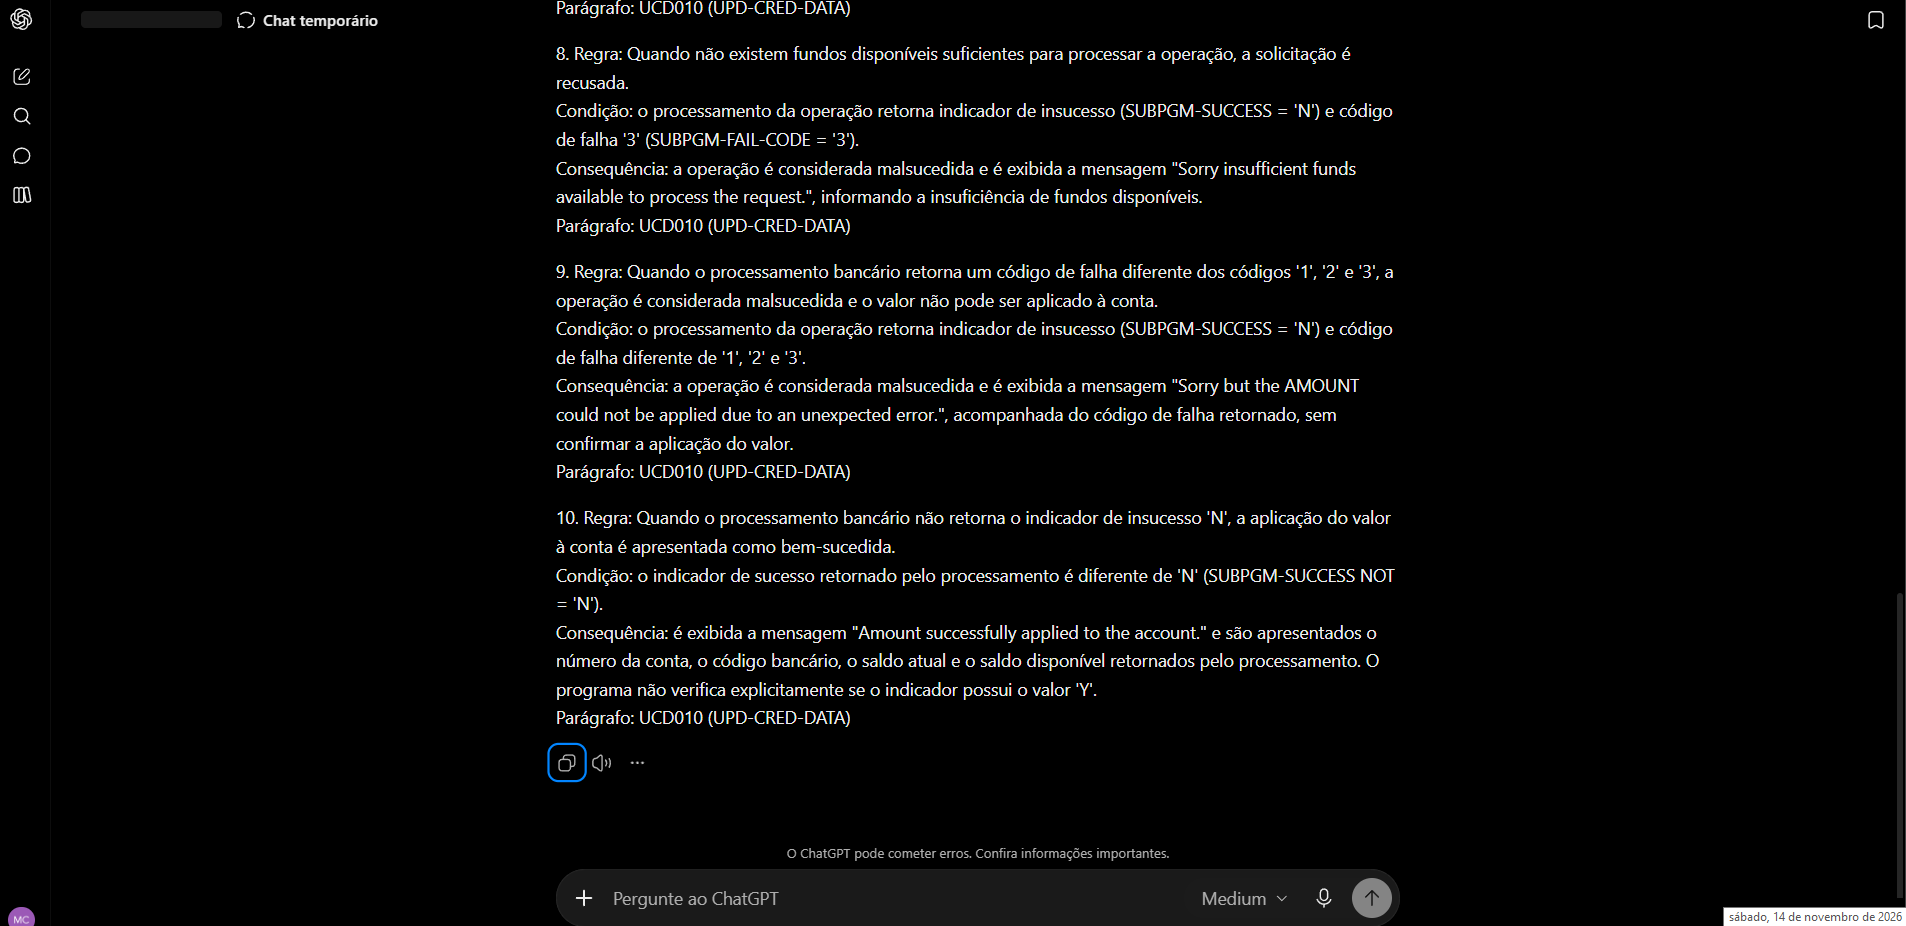 Chat temporário
Parágrafo: UCD010 (UPD-CRED-DATA)
8. Regra: Quando não existem fundos disponíveis suficientes para processar a operação, a solicitação é
recusada.
Condição: o processamento da operação retorna indicador de insucesso (SUBPGM-SUCCESS = 'N') e código
de falha '3' (SUBPGM-FAIL-CODE = '3').
Consequência: a operação é considerada malsucedida e é exibida a mensagem "Sorry insufficient funds
available to process the request.", informando a insuficiência de fundos disponíveis.
Parágrafo: UCD010 (UPD-CRED-DATA)
9. Regra: Quando o processamento bancário retorna um código de falha diferente dos códigos '1', '2' e '3', a
operação é considerada malsucedida e o valor não pode ser aplicado à conta.
Condição: o processamento da operação retorna indicador de insucesso (SUBPGM-SUCCESS = 'N') e código
de falha diferente de '1', '2' e '3'.
Consequência: a operação é considerada malsucedida e é exibida a mensagem "Sorry but the AMOUNT
could not be applied due to an unexpected error.", acompanhada do código de falha retornado, sem
confirmar a aplicação do valor.
Parágrafo: UCD010 (UPD-CRED-DATA)
10. Regra: Quando o processamento bancário não retorna o indicador de insucesso 'N', a aplicação do valor
à conta é apresentada como bem-sucedida.
Condição: o indicador de sucesso retornado pelo processamento é diferente de 'N' (SUBPGM-SUCCESS NOT
= 'N').
Consequência: é exibida a mensagem "Amount successfully applied to the account." e são apresentados o
número da conta, o código bancário, o saldo atual e o saldo disponível retornados pelo processamento. O
programa não verifica explicitamente se o indicador possui o valor 'Y'.
Parágrafo: UCD010 (UPD-CRED-DATA)
O ChatGPT pode cometer erros. Confira informações importantes.
Pergunte ao ChatGPT
Medium
MC
sábado, 14 de novembro de 2026